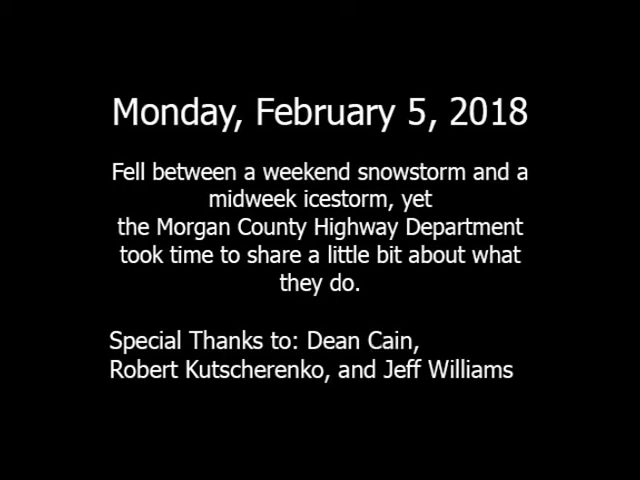 Monday, February 5, 2018
Fell between a weekend snowstorm and a
midweek icestorm, yet
the Morgan County Highway Department
took time to share a little bit about what
they do.
Special Thanks to: Dean Cain,
Robert Kutscherenko, and Jeff Williams